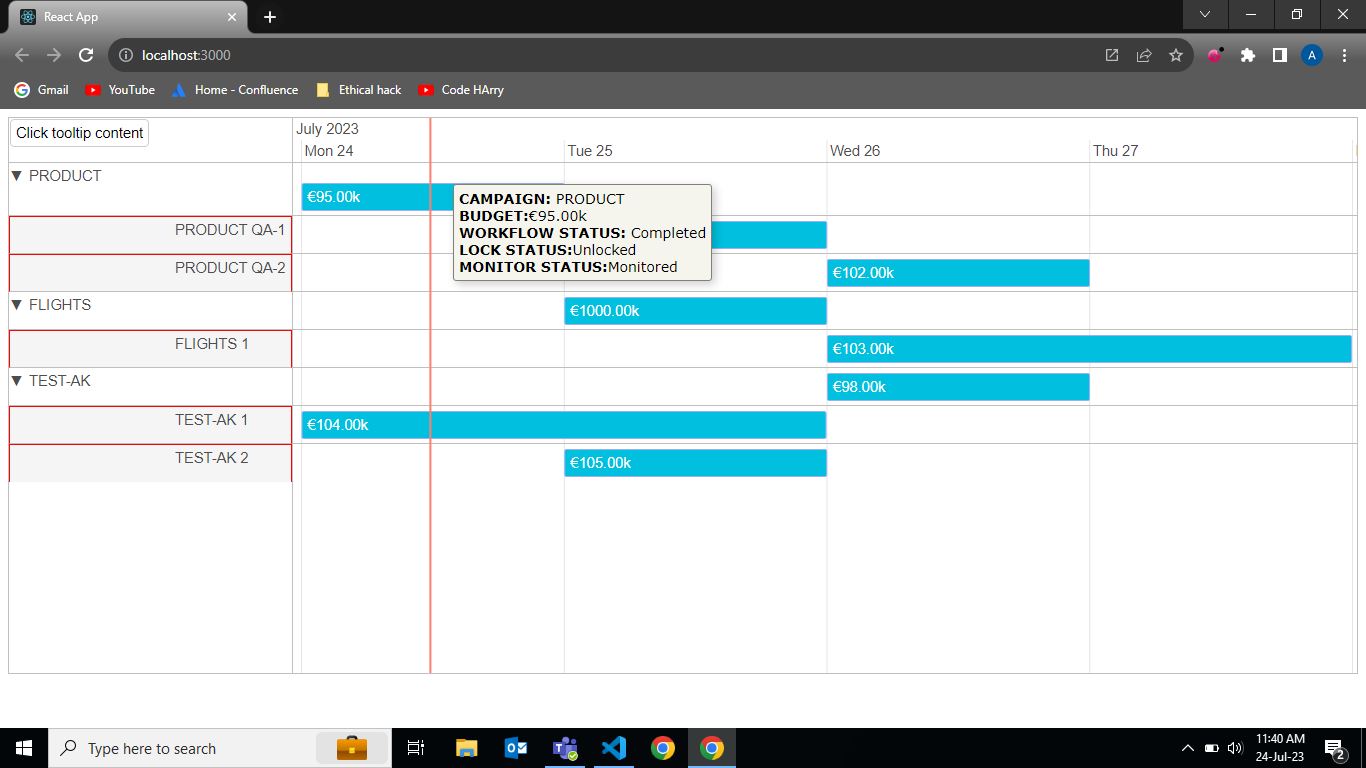 React App
localhost:3000
A
Gmail
YouTube
Home - Confluence
Ethical hack
Code HArry
Click tooltip content
July 2023
Mon 24
Tue 25
Wed 26
Thu 27
▼ PRODUCT
€95.00k
CAMPAIGN: PRODUCT
BUDGET:€95.00k
WORKFLOW STATUS: Completed
LOCK STATUS:Unlocked
MONITOR STATUS:Monitored
PRODUCT QA-1
PRODUCT QA-2
€102.00k
▼ FLIGHTS
€1000.00k
FLIGHTS 1
€103.00k
▼ TEST-AK
€98.00k
TEST-AK 1
€104.00k
TEST-AK 2
€105.00k
Type here to search
11:40 AM
24-Jul-23
2